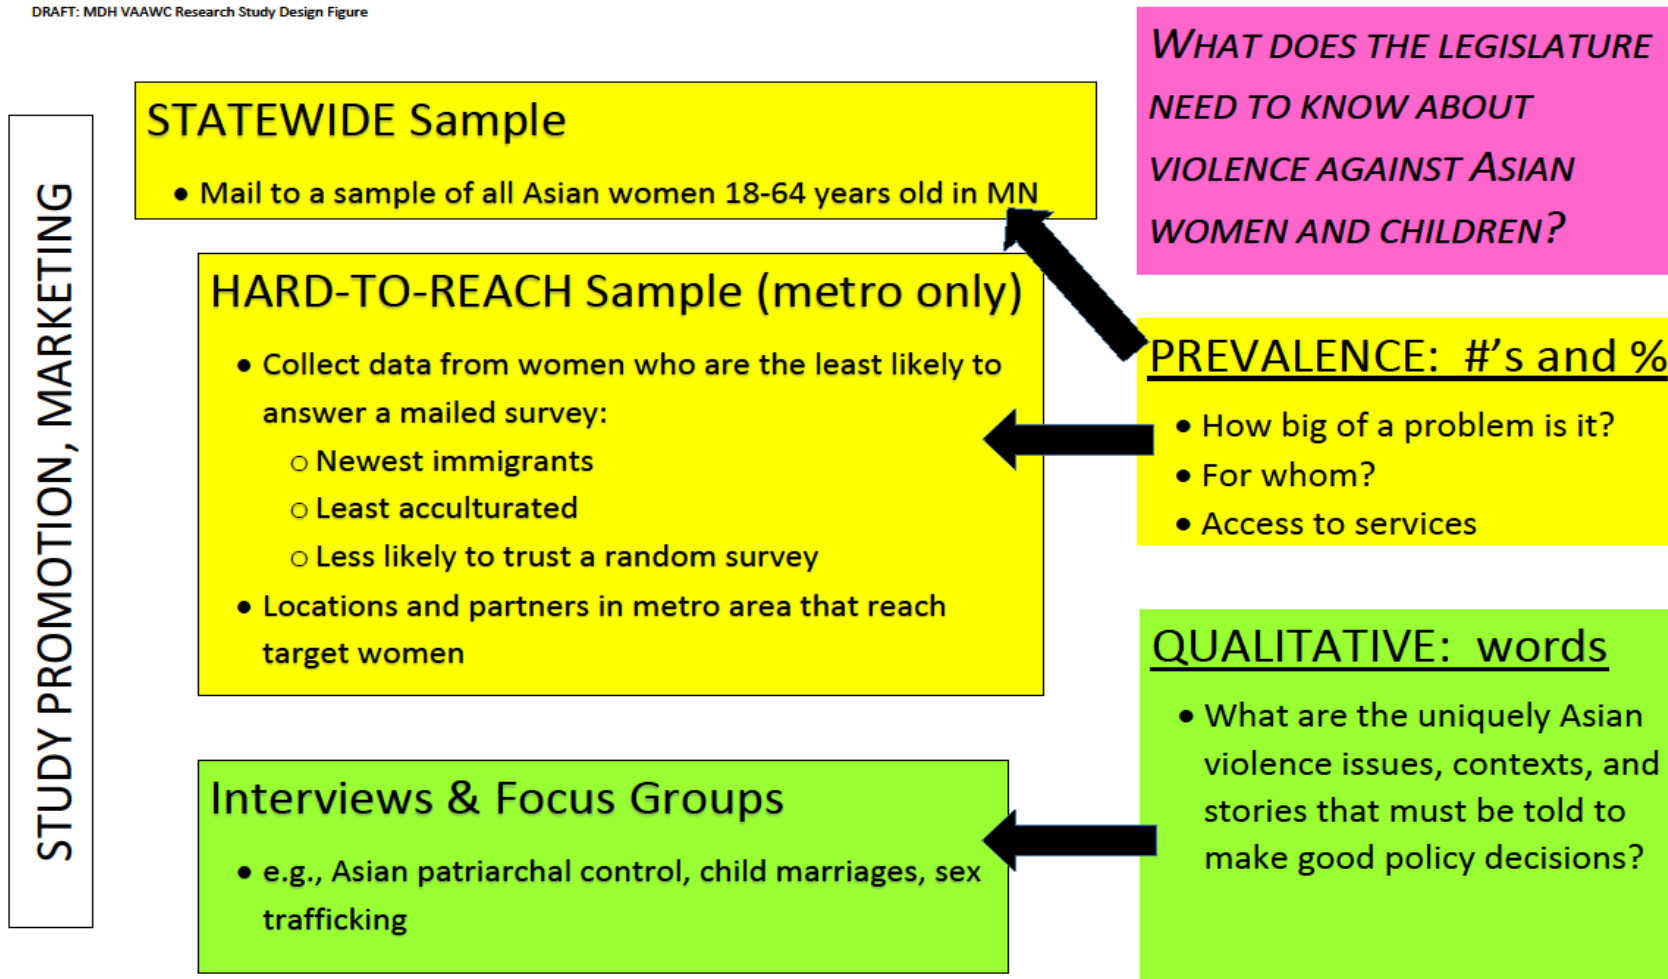 DRAFT: MDH VAAWC Research Study Design Figure
STUDY PROMOTION, MARKETING
STATEWIDE Sample
• Mail to a sample of all Asian women 18-64 years old in MN
HARD-TO-REACH Sample (metro only)
• Collect data from women who are the least likely to
answer a mailed survey:
o Newest immigrants
o Least acculturated
o Less likely to trust a random survey
• Locations and partners in metro area that reach
target women
Interviews & Focus Groups
• e.g., Asian patriarchal control, child marriages, sex
trafficking
WHAT DOES THE LEGISLATURE
NEED TO KNOW ABOUT
VIOLENCE AGAINST ASIAN
WOMEN AND CHILDREN?
PREVALENCE: #'s and %
• How big of a problem is it?
• For whom?
• Access to services
QUALITATIVE: words
• What are the uniquely Asian
violence issues, contexts, and
stories that must be told to
make good policy decisions?